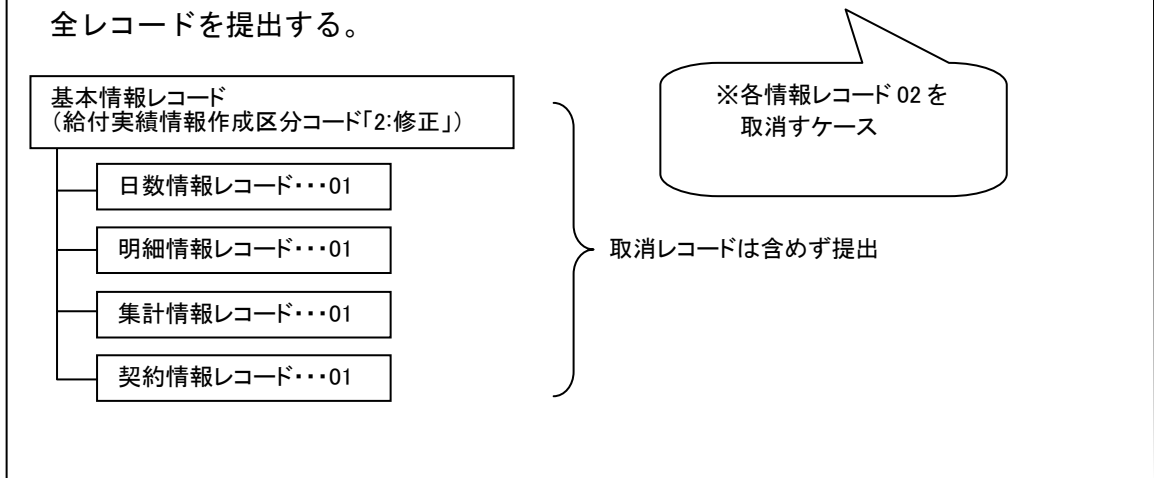 全レコードを提出する。
基本情報レコード
（給付実績情報作成区分コード「2:修正」）
日数情報レコード・・・01
明細情報レコード・・・01
集計情報レコード・・・01
契約情報レコード・・・01
取消レコードは含めず提出
※各情報レコード 02 を
取消すケース